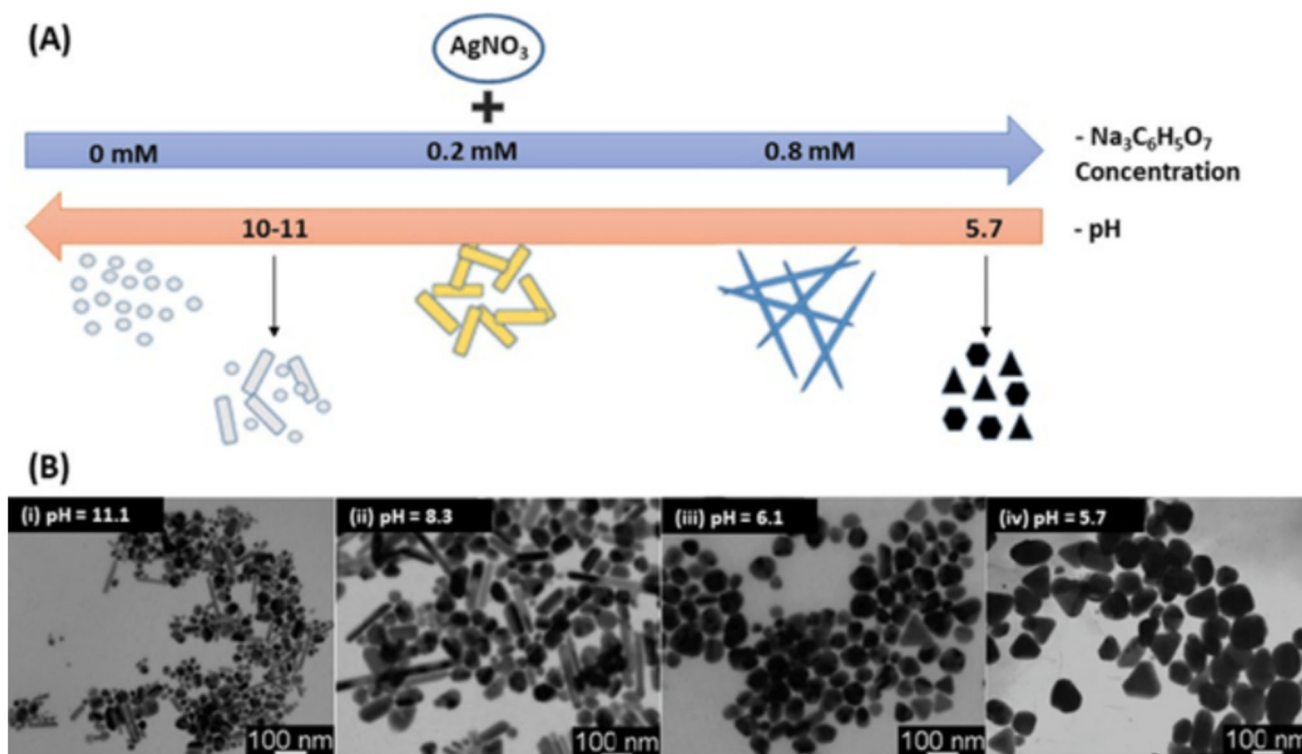 (A)
AgNO₃
+
0 mM 0.2 mM 0.8 mM
- Na₃C₆H₅O₇
Concentration
10-11 5.7 - pH
(B)
(i) pH = 11.1 (ii) pH = 8.3 (iii) pH = 6.1 (iv) pH = 5.7
100 nm 100 nm 100 nm 100 nm